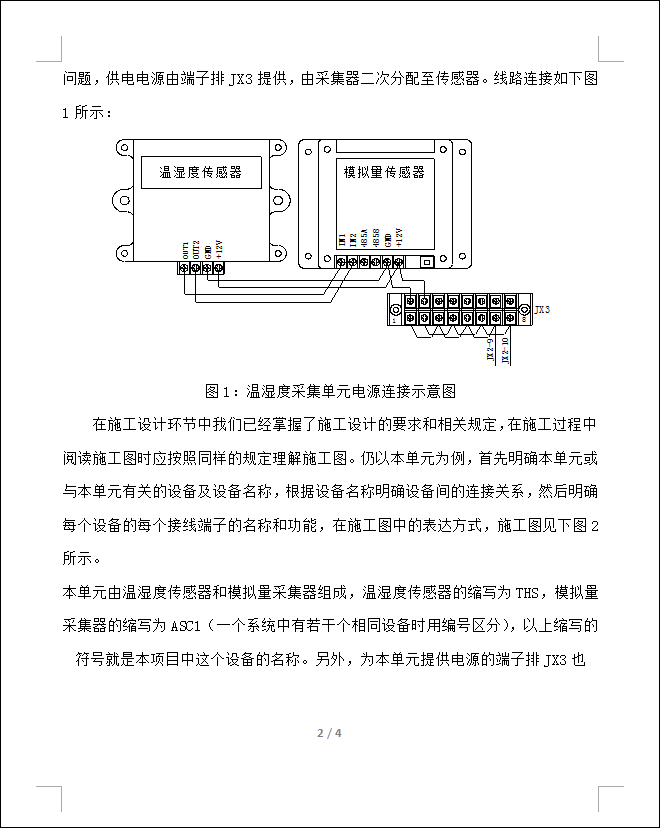 问题，供电电源由端子排JX3提供，由采集器二次分配至传感器。线路连接如下图
1所示：
温湿度传感器
模拟量传感器
OUT1
OUT2
GND
+12V
IN1
IN2
485A
485B
GND
+12V
JX3
1
8
JX2-9
JX2-10
图1：温湿度采集单元电源连接示意图
在施工设计环节中我们已经掌握了施工设计的要求和相关规定，在施工过程中
阅读施工图时应按照同样的规定理解施工图。仍以本单元为例，首先明确本单元或
与本单元有关的设备及设备名称，根据设备名称明确设备间的连接关系，然后明确
每个设备的每个接线端子的名称和功能，在施工图中的表达方式，施工图见下图2
所示。
本单元由温湿度传感器和模拟量采集器组成，温湿度传感器的缩写为THS，模拟量
采集器的缩写为ASC1（一个系统中有若干个相同设备时用编号区分），以上缩写的
符号就是本项目中这个设备的名称。另外，为本单元提供电源的端子排JX3也
2 / 4